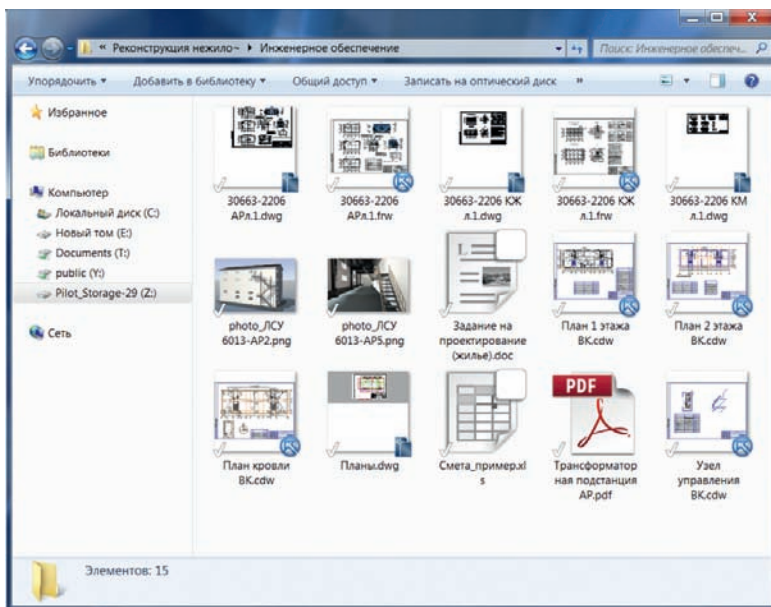 « Реконструкция нежило~ ▸ Инженерное обеспечение
Поиск: Инженерное обеспеч...
Упорядочить
Добавить в библиотеку
Общий доступ
Записать на оптический диск
»
Избранное
Библиотеки
Компьютер
Локальный диск (C:)
Новый том (E:)
Documents (T:)
public (Y:)
Pilot_Storage-29 (Z:)
Сеть
30663-2206
АРл.1.dwg
30663-2206
АРл.1.frw
30663-2206 КЖ
л.1.dwg
30663-2206 КЖ
л.1.frw
30663-2206 КМ
л.1.dwg
photo_ЛСУ
6013-АР2.png
photo_ЛСУ
6013-АР5.png
Задание на
проектирование
(жилье).doc
План 1 этажа
ВК.cdw
План 2 этажа
ВК.cdw
План кровли
ВК.cdw
Планы.dwg
Смета_пример.xl
s
PDF
Трансформатор
ная подстанция
АР.pdf
Узел
управления
ВК.cdw
Элементов: 15